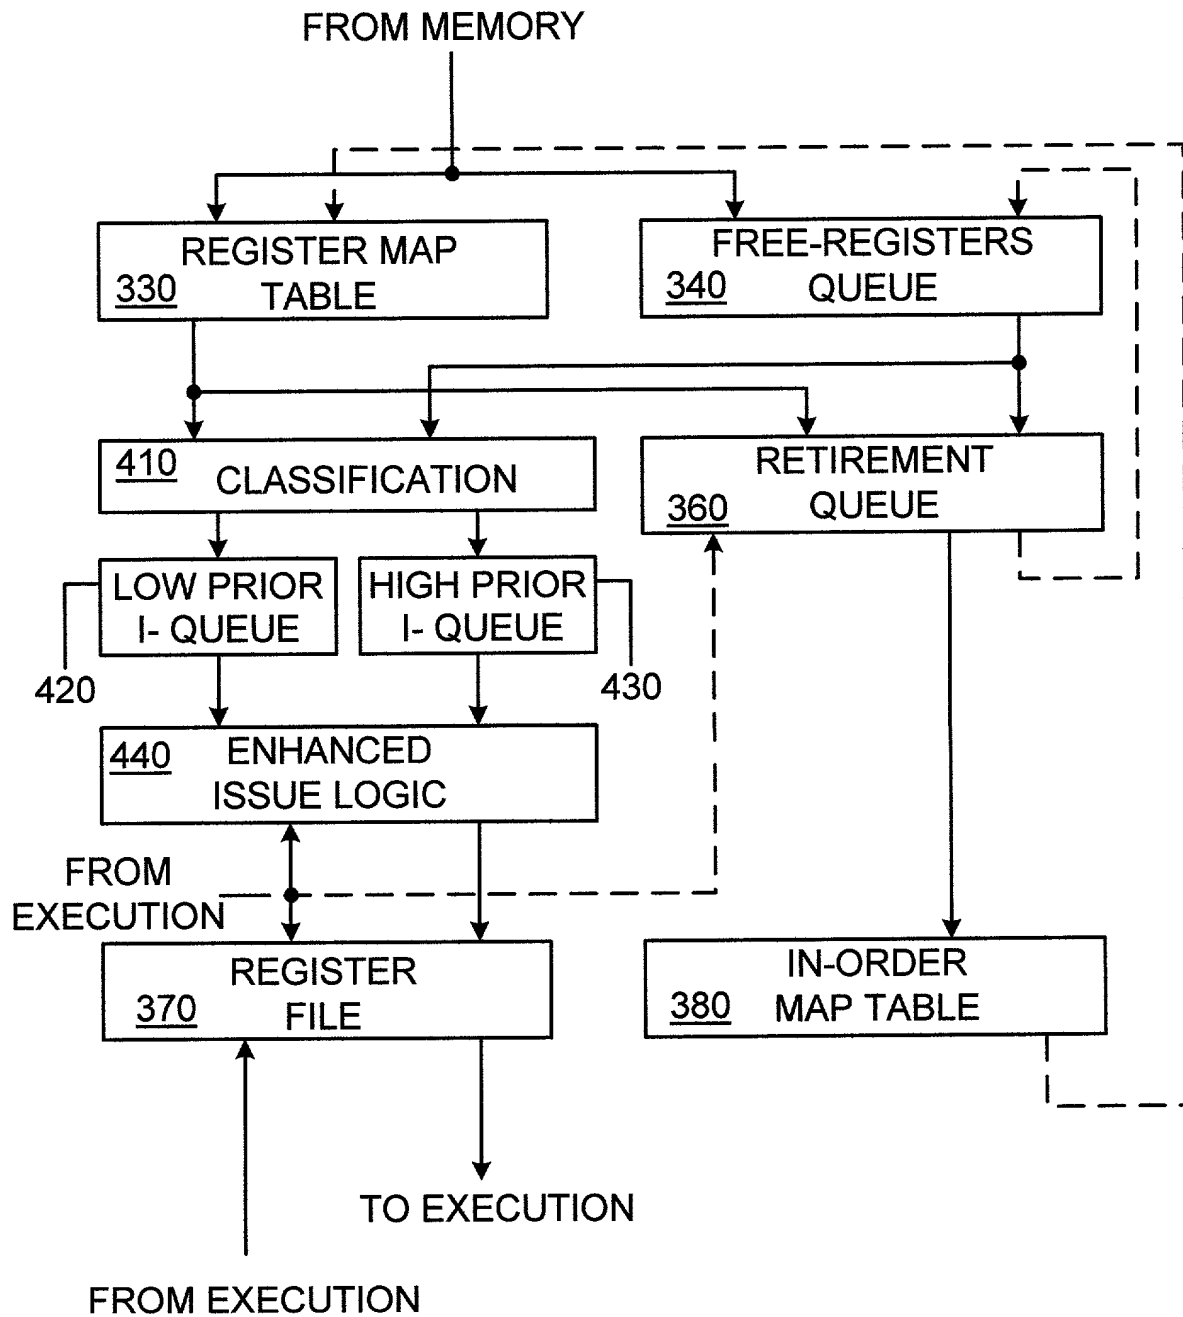 FROM MEMORY
REGISTER MAP
330 TABLE
FREE-REGISTERS
340 QUEUE
410 CLASSIFICATION
RETIREMENT
360 QUEUE
LOW PRIOR
I- QUEUE
HIGH PRIOR
I- QUEUE
420
430
440 ENHANCED
ISSUE LOGIC
FROM
EXECUTION
REGISTER
370 FILE
IN-ORDER
380 MAP TABLE
TO EXECUTION
FROM EXECUTION